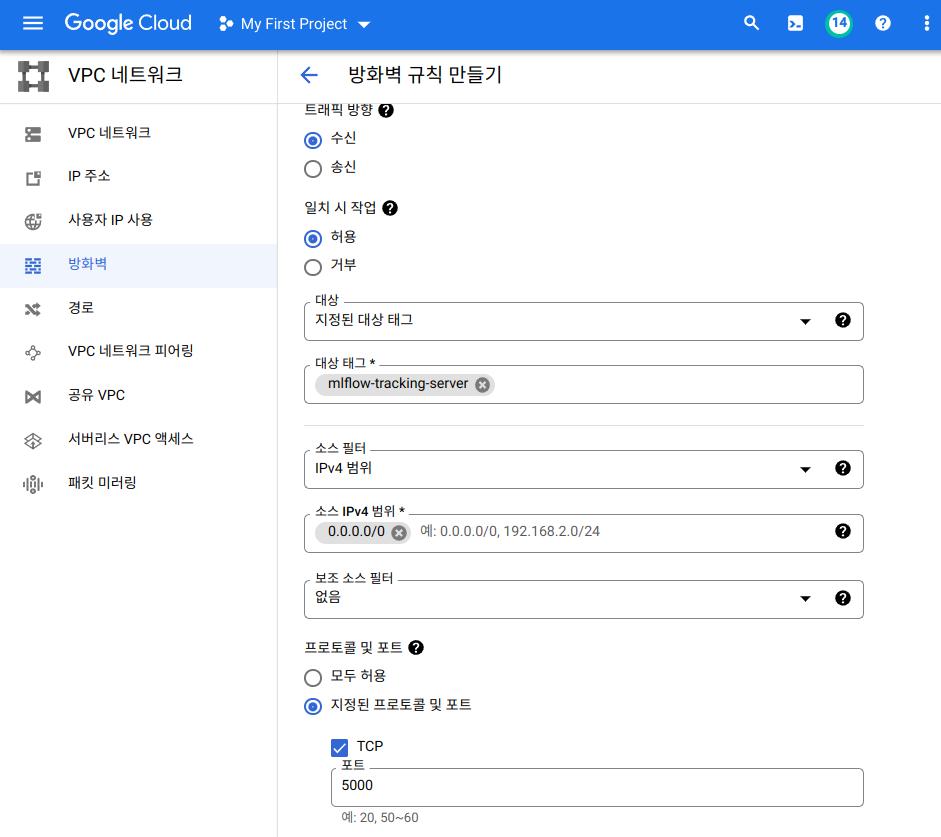 Google Cloud
My First Project
14
VPC 네트워크
VPC 네트워크
IP 주소
사용자 IP 사용
방화벽
경로
VPC 네트워크 피어링
공유 VPC
서버리스 VPC 액세스
패킷 미러링
방화벽 규칙 만들기
트래픽 방향
수신
송신
일치 시 작업
허용
거부
대상
지정된 대상 태그
대상 태그 *
mlflow-tracking-server
소스 필터
IPv4 범위
소스 IPv4 범위 *
0.0.0.0/0 예: 0.0.0.0/0, 192.168.2.0/24
보조 소스 필터
없음
프로토콜 및 포트
모두 허용
지정된 프로토콜 및 포트
TCP
포트
5000
예: 20, 50~60